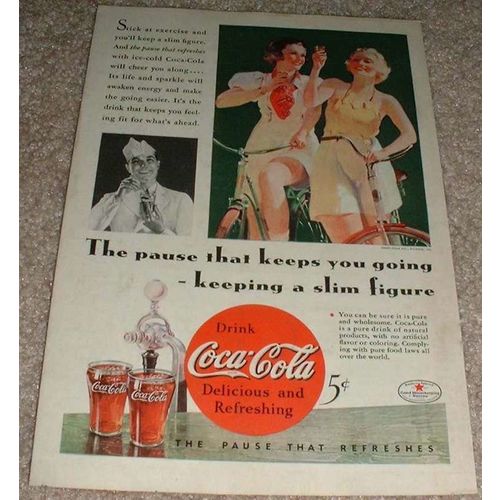 Stick at exercise and
you'll keep a slim figure.
And the pause that refreshes
with ice-cold Coca-Cola
will cheer you along....
Its life and sparkle will
awaken energy and make
the going easier. It's the
drink that keeps you feel-
ing fit for what's ahead.
The pause that keeps you going
- keeping a slim figure
Drink
Coca-Cola
Delicious and
Refreshing
5¢
You can be sure it is pure
and wholesome. Coca-Cola
is a pure drink of natural
products, with no artificial
flavor or coloring. Comply-
ing with pure food laws all
over the world.
Good Housekeeping
Coca-Cola
Coca-Cola
THE PAUSE THAT REFRESHES